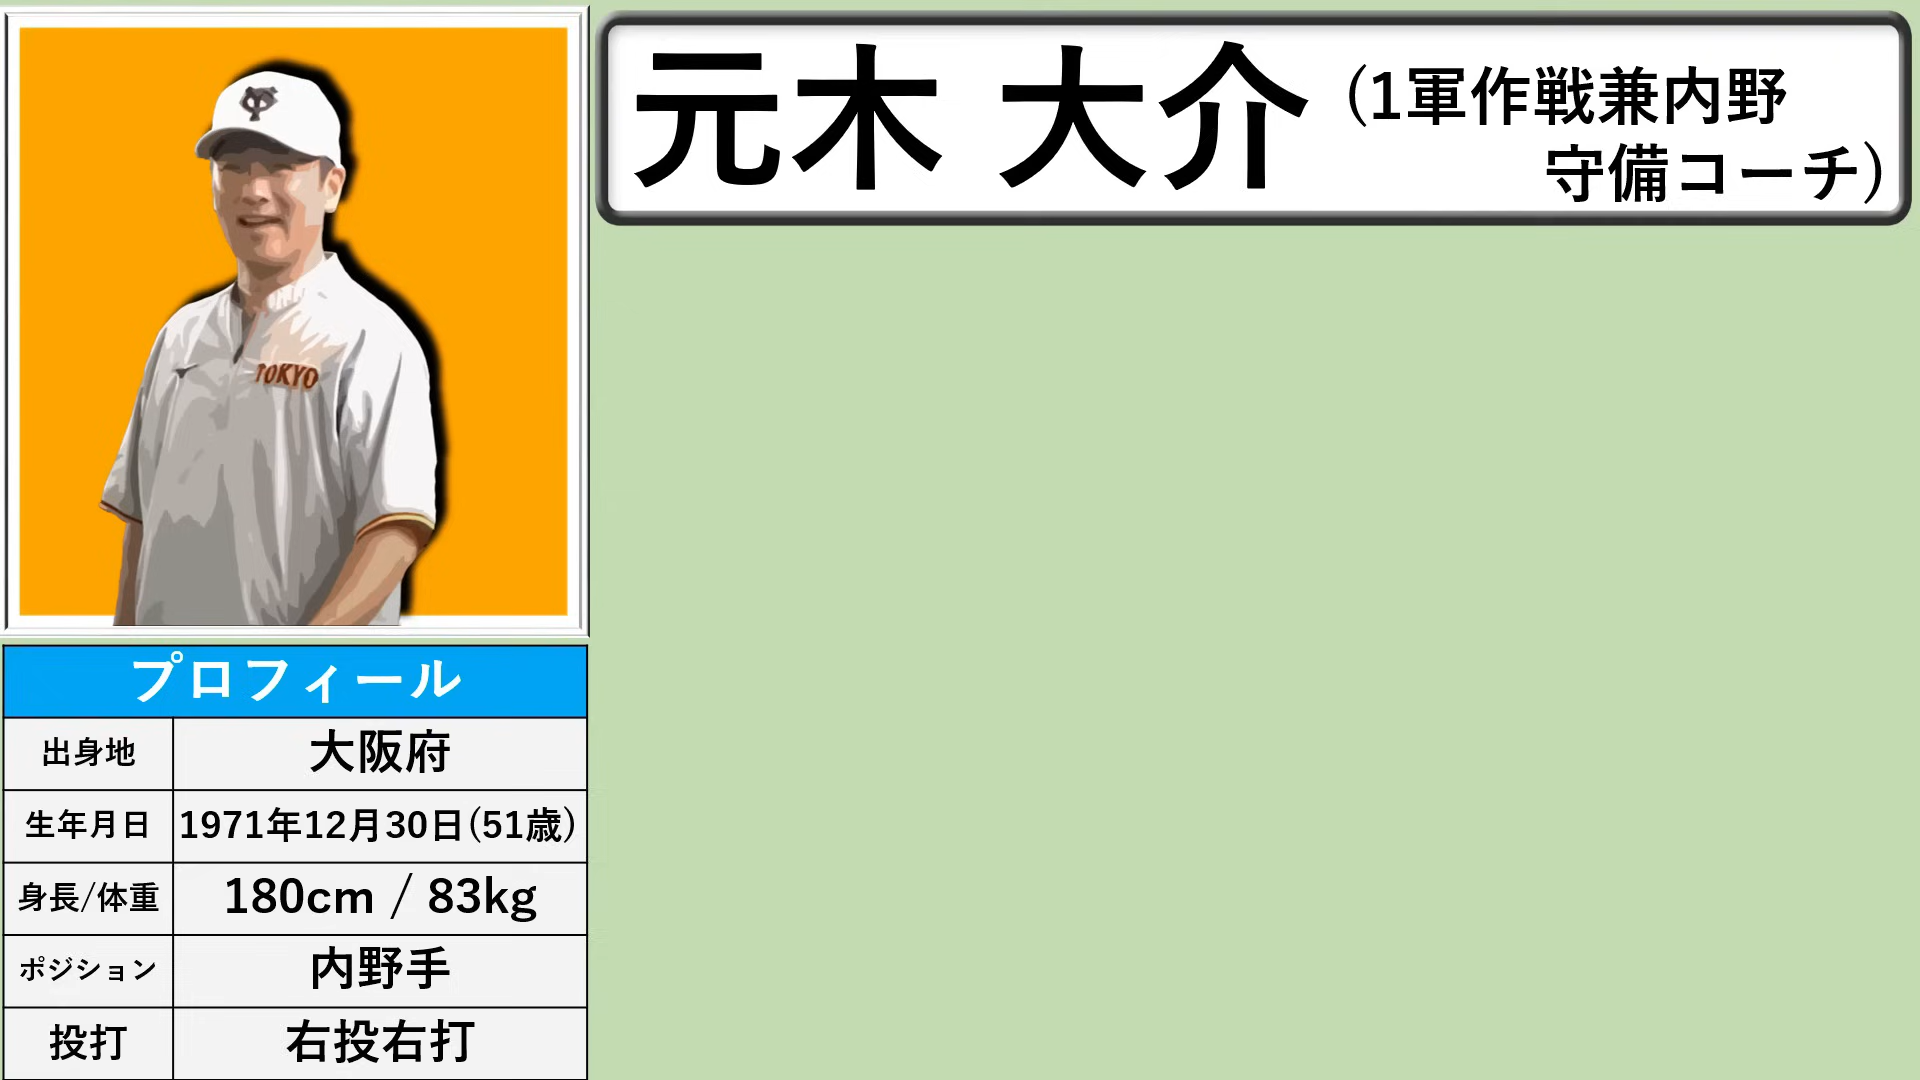 元木 大介 (1軍作戦兼内野
守備コーチ)
TOKYO
プロフィール
出身地 大阪府
生年月日 1971年12月30日(51歳)
身長/体重 180cm / 83kg
ポジション 内野手
投打 右投右打